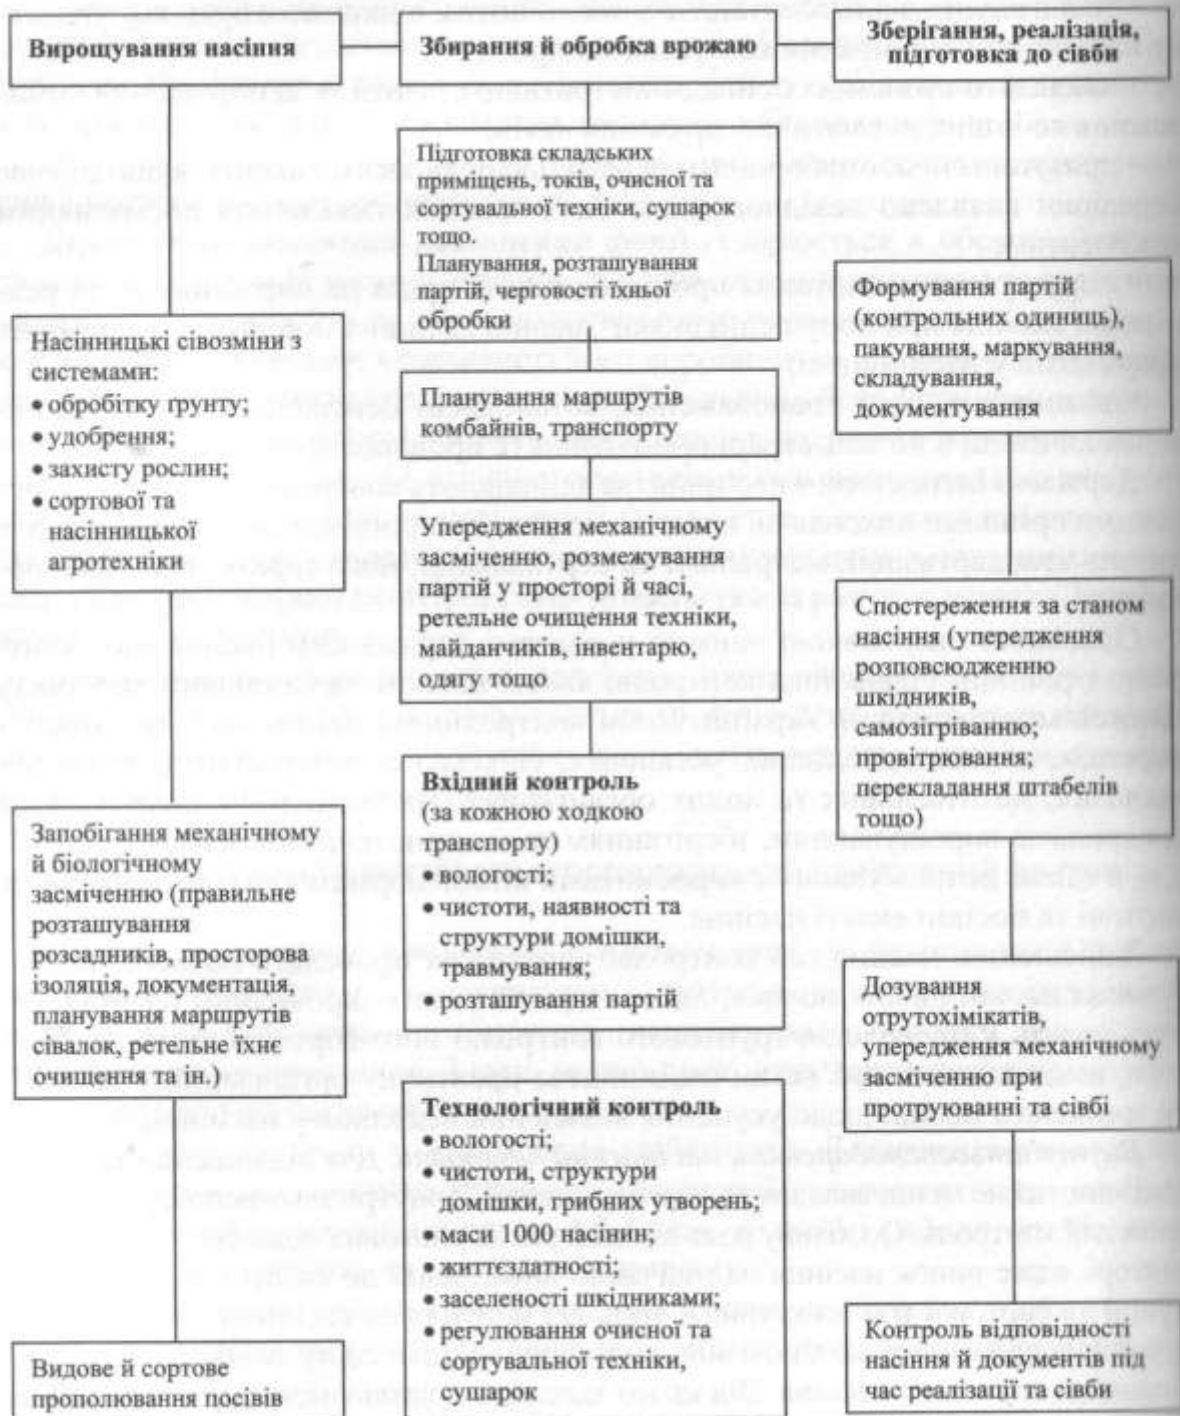 Вирощування насіння
Збирання й обробка врожаю
Зберігання, реалізація,
підготовка до сівби
Насінницькі сівозміни з
системами:
• обробітку ґрунту;
• удобрення;
• захисту рослин;
• сортової та
насінницької
агротехніки
Запобігання механічному
й біологічному
засміченню (правильне
розташування
розсадників, просторова
ізоляція, документація,
планування маршрутів
сівалок, ретельне їхнє
очищення та ін.)
Видове й сортове
прополювання посівів
Підготовка складських
приміщень, токів, очисної та
сортувальної техніки, сушарок
тощо.
Планування, розташування
партій, черговості їхньої
обробки
Планування маршрутів
комбайнів, транспорту
Упередження механічному
засміченню, розмежування
партій у просторі й часі,
ретельне очищення техніки,
майданчиків, інвентарю,
одягу тощо
Вхідний контроль
(за кожною ходкою
транспорту)
• вологості;
• чистоти, наявності та
структури домішки,
травмування;
• розташування партій
Технологічний контроль
• вологості;
• чистоти, структури
домішки, грибних утворень;
• маси 1000 насінин;
• життєздатності;
• заселеності шкідниками;
• регулювання очисної та
сортувальної техніки,
сушарок
Формування партій
(контрольних одиниць),
пакування, маркування,
складування,
документування
Спостереження за станом
насіння (упередження
розповсюдженню
шкідників,
самозігріванню;
провітрювання;
перекладання штабелів
тощо)
Дозування
отрутохімікатів,
упередження механічному
засміченню при
протруюванні та сівбі
Контроль відповідності
насіння й документів під
час реалізації та сівби